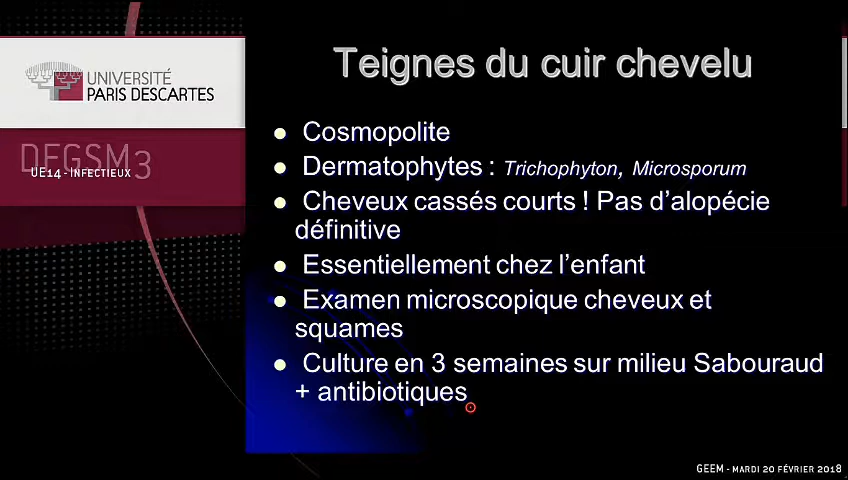 UNIVERSITÉ
PARIS DESCARTES
DFGSM3
UE14 - INFECTIEUX
Teignes du cuir chevelu
Cosmopolite
Dermatophytes : Trichophyton, Microsporum
Cheveux cassés courts ! Pas d'alopécie
définitive
Essentiellement chez l'enfant
Examen microscopique cheveux et
squames
Culture en 3 semaines sur milieu Sabouraud
+ antibiotiques
GEEM - MARDI 20 FÉVRIER 2018